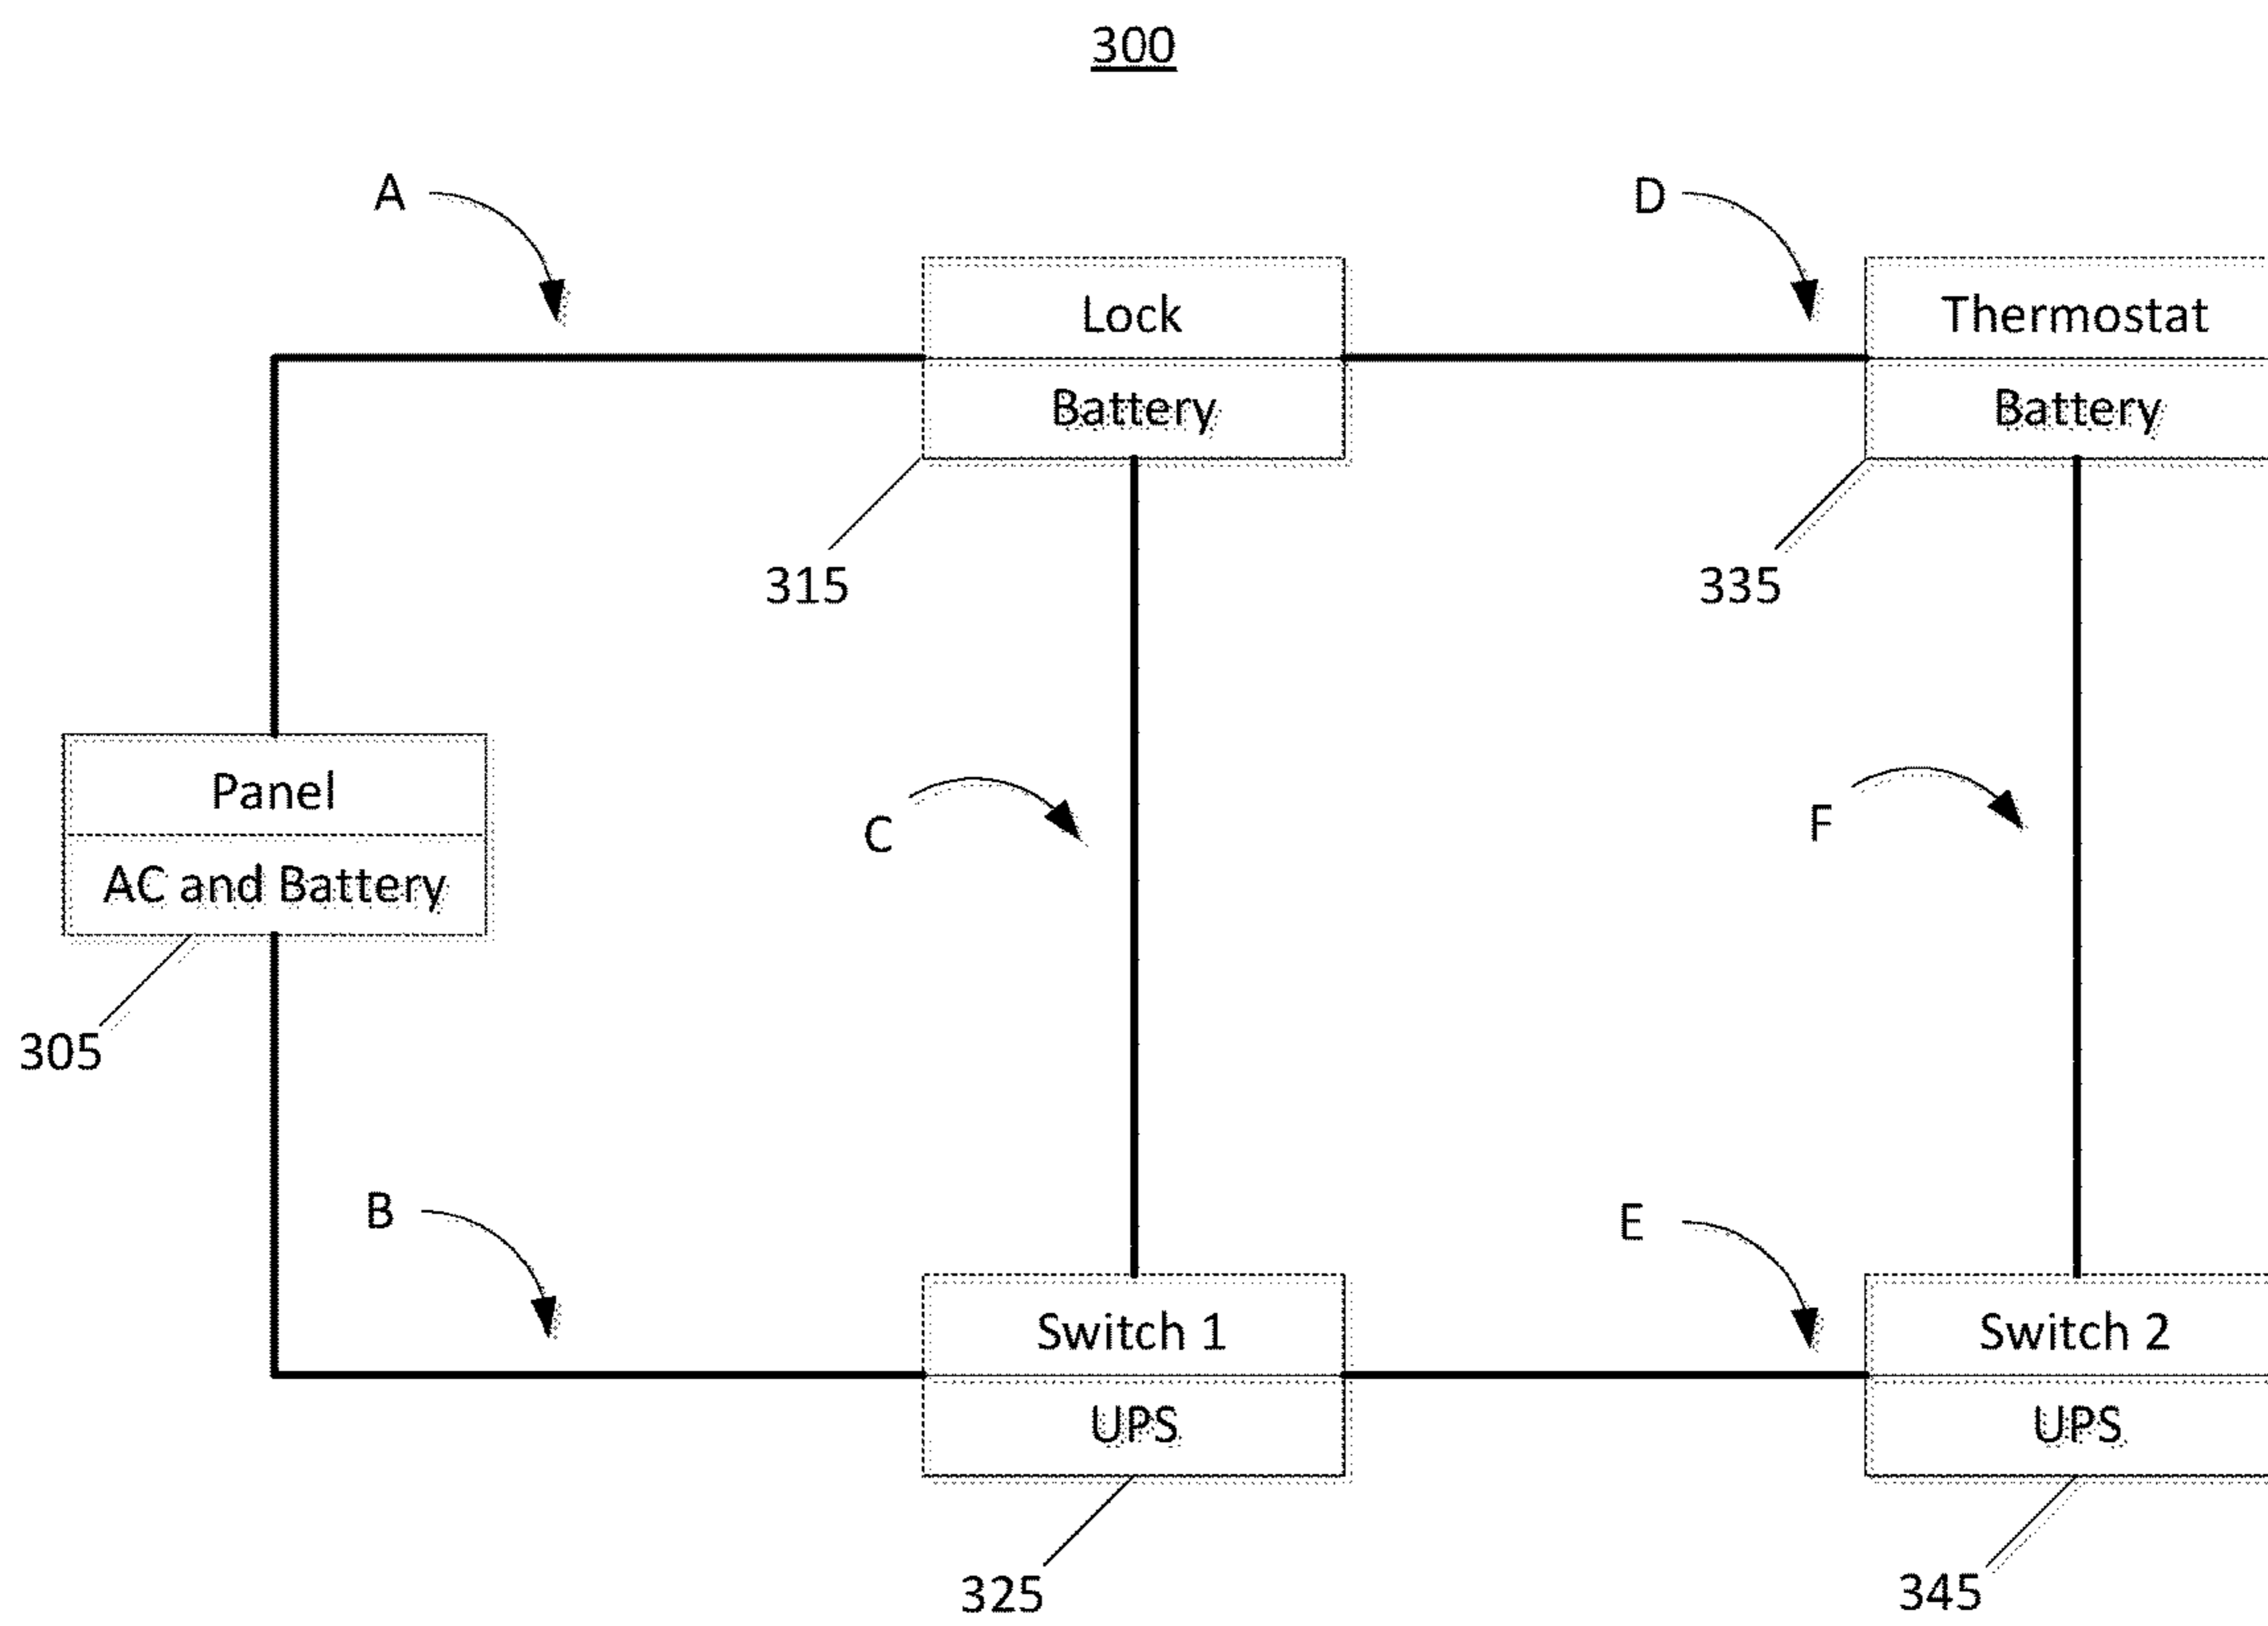 300
A
D
Lock
Battery
Thermostat
Battery
315
335
Panel
AC and Battery
305
C
F
B
E
Switch 1
UPS
Switch 2
UPS
325
345